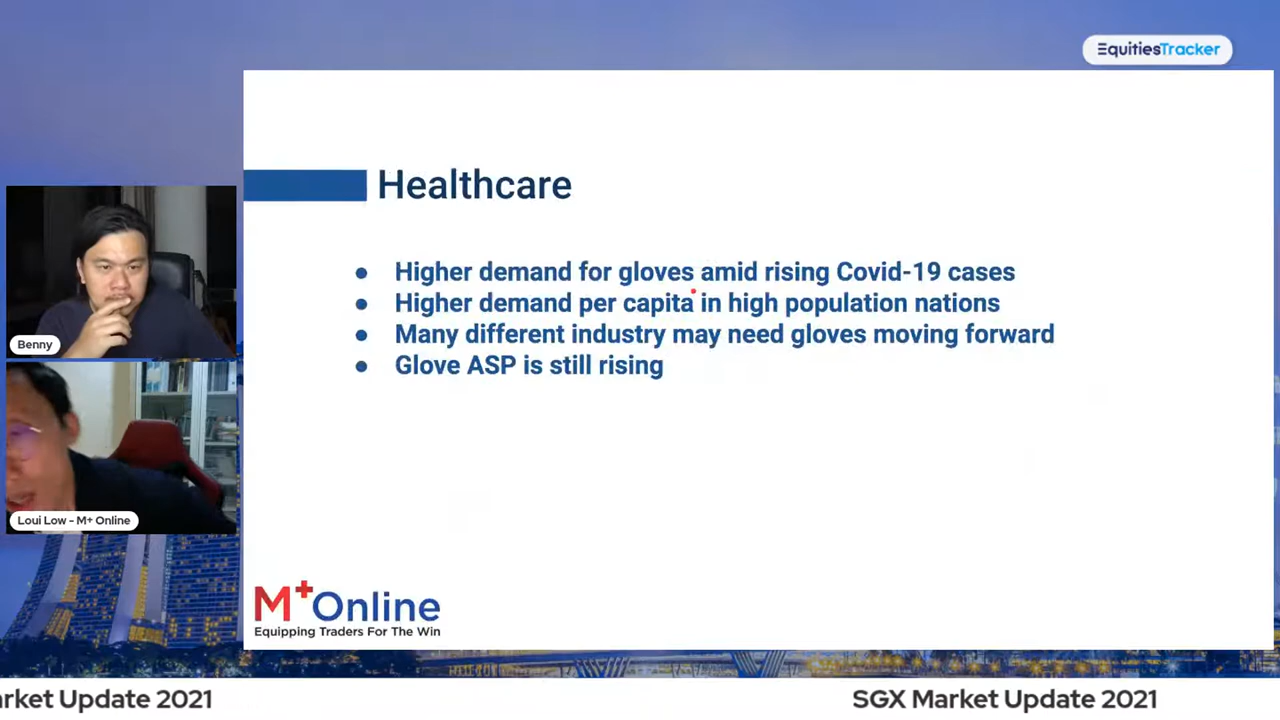 EquitiesTracker
Healthcare
● Higher demand for gloves amid rising Covid-19 cases
● Higher demand per capita in high population nations
● Many different industry may need gloves moving forward
● Glove ASP is still rising
Benny
Loui Low - M+ Online
M+Online
Equipping Traders For The Win
arket Update 2021
SGX Market Update 2021